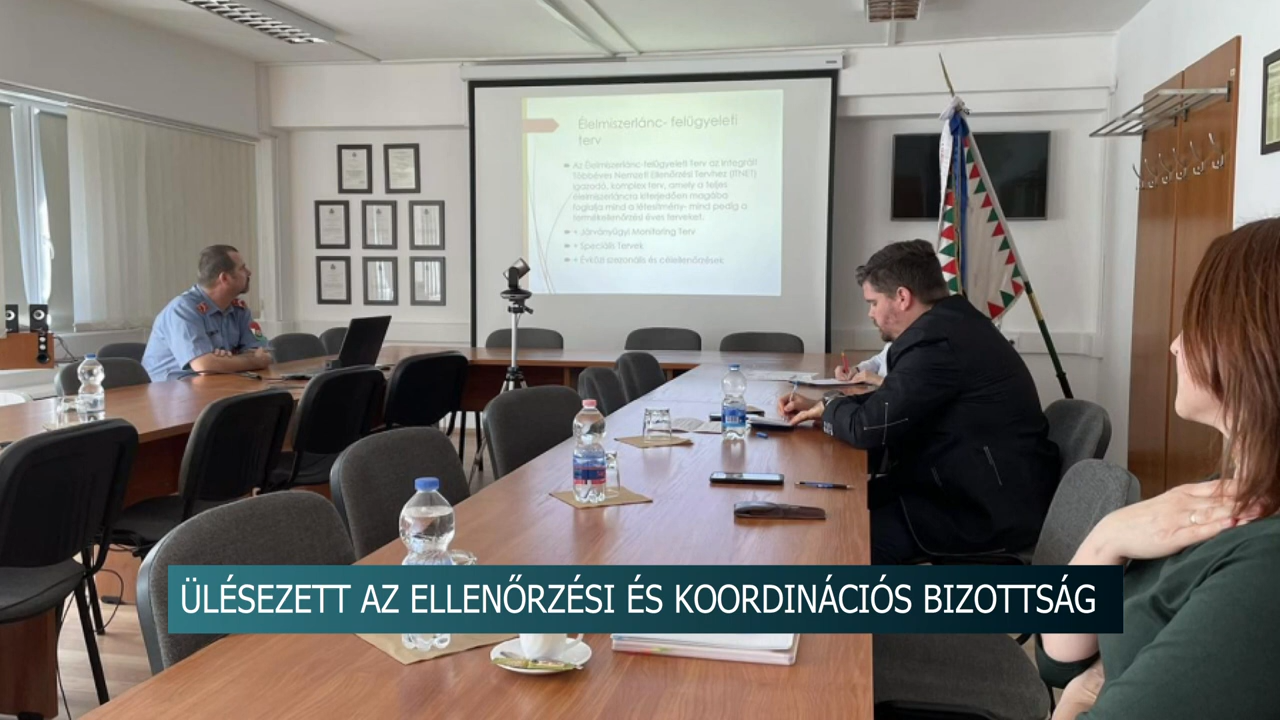 Élelmiszerlánc- felügyeleti
terv
Az Élelmiszerlánc-felügyeleti Terv az Integrált
Többéves Nemzeti Ellenőrzési Tervhez (ITNET)
igazodó, komplex terv, amely a teljes
élelmiszerláncra kiterjedően magába
foglalja mind a létesítmény- mind pedig a
termékellenőrzési éves terveket.
+ Járványügyi Monitoring Terv
+ Speciális Tervek
+ Évközi szezonális és célellenőrzések
ÜLÉSEZETT AZ ELLENŐRZÉSI ÉS KOORDINÁCIÓS BIZOTTSÁG